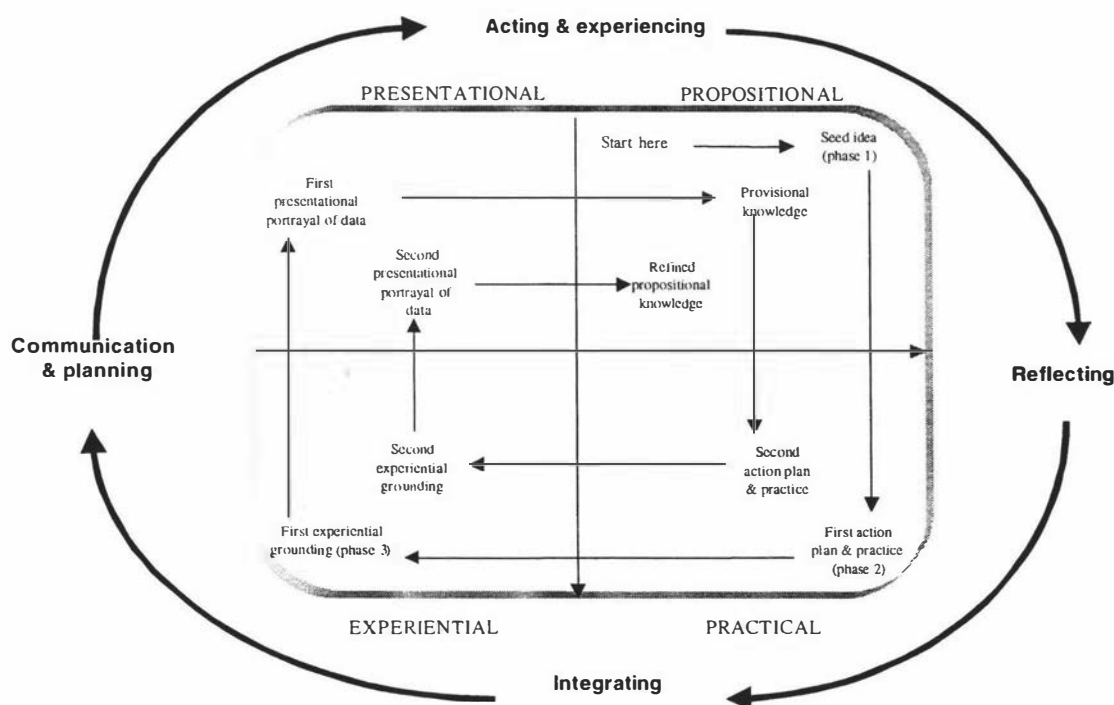 Acting & experiencing
PRESENTATIONAL
PROPOSITIONAL
Start here
Seed idea
(phase 1)
First
presentational
portrayal of data
Provisional
knowledge
Second
presentational
portrayal of
data
Refined
propositional
knowledge
Communication
& planning
Reflecting
Second
experiential
grounding
Second
action plan
& practice
First experiential
grounding (phase 3)
First action
plan & practice
(phase 2)
EXPERIENTIAL
PRACTICAL
Integrating